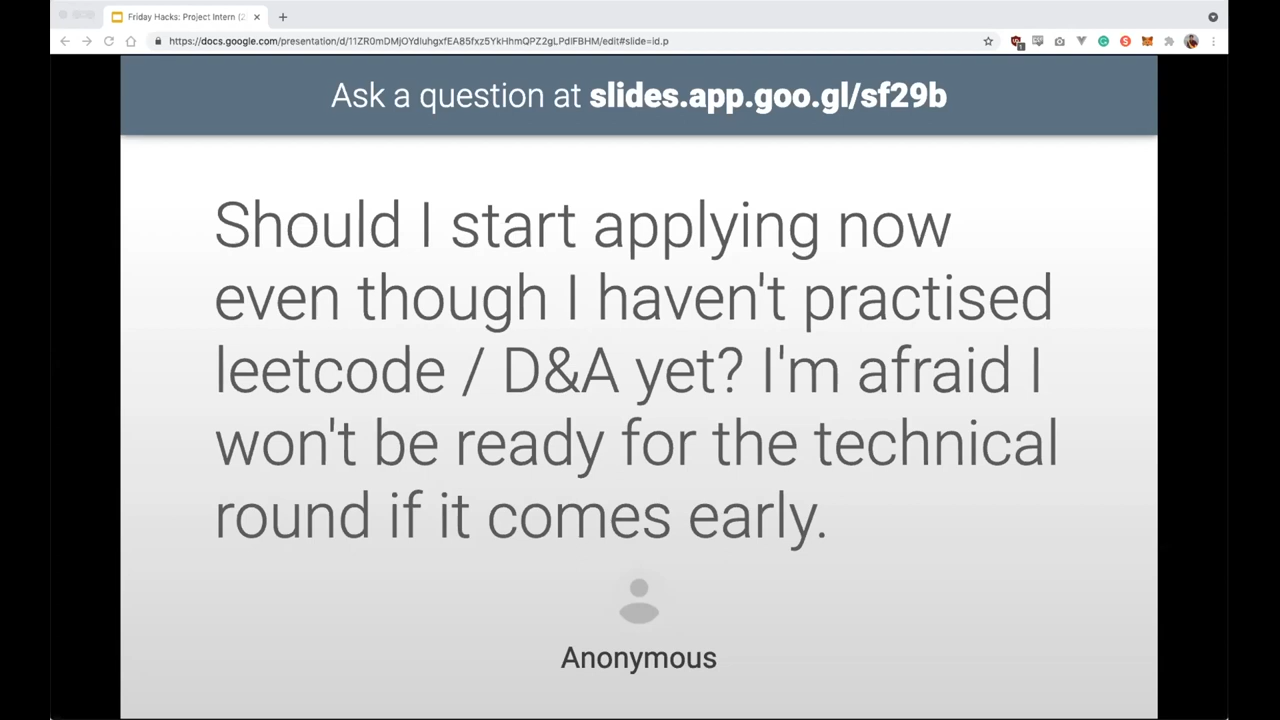 Friday Hacks: Project Intern (2
https://docs.google.com/presentation/d/11ZR0mDMjOYdIuhgxfEA85fxz5YkHhmQPZ2gLPdiFBHM/edit#slide=id.p
Ask a question at slides.app.goo.gl/sf29b
Should I start applying now
even though I haven't practised
leetcode / D&A yet? I'm afraid I
won't be ready for the technical
round if it comes early.
Anonymous